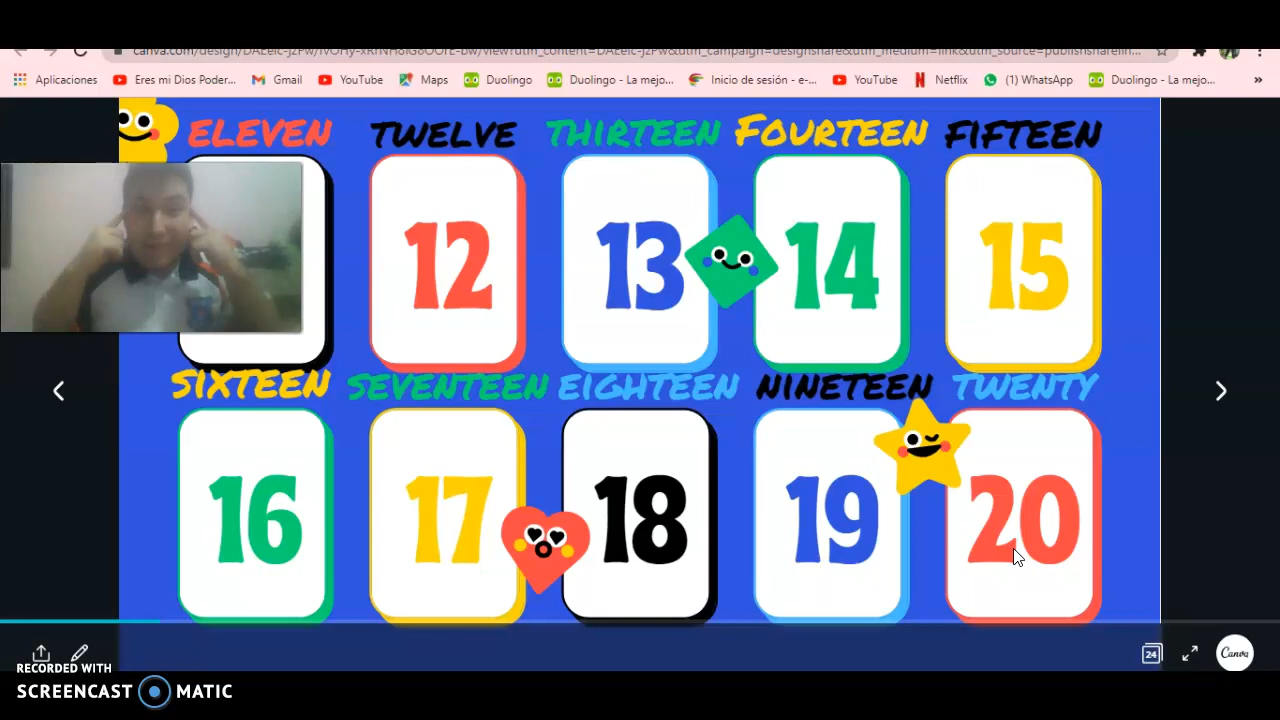 Aplicaciones Eres mi Dios Poder... Gmail YouTube Maps Duolingo Duolingo - La mejo... Inicio de sesión - e-... YouTube Netflix (1) WhatsApp Duolingo - La mejo... »
ELEVEN TWELVE THIRTEEN FOURTEEN FIFTEEN
12 13 14 15
SIXTEEN SEVENTEEN EIGHTEEN NINETEEN TWENTY
16 17 18 19 20
24 Canva
RECORDED WITH
SCREENCAST MATIC